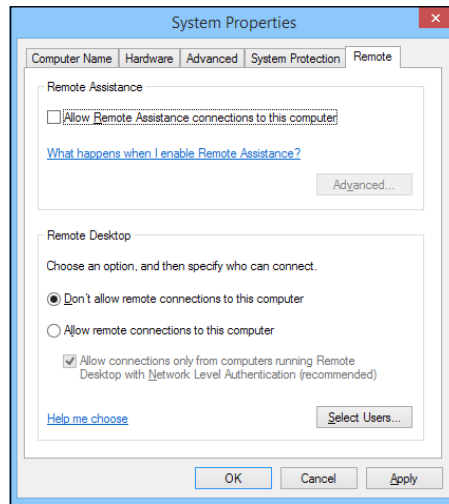 System Properties
Computer Name Hardware Advanced System Protection Remote
Remote Assistance
Allow Remote Assistance connections to this computer
What happens when I enable Remote Assistance?
Advanced...
Remote Desktop
Choose an option, and then specify who can connect.
Don't allow remote connections to this computer
Allow remote connections to this computer
Allow connections only from computers running Remote
Desktop with Network Level Authentication (recommended)
Help me choose
Select Users...
OK Cancel Apply